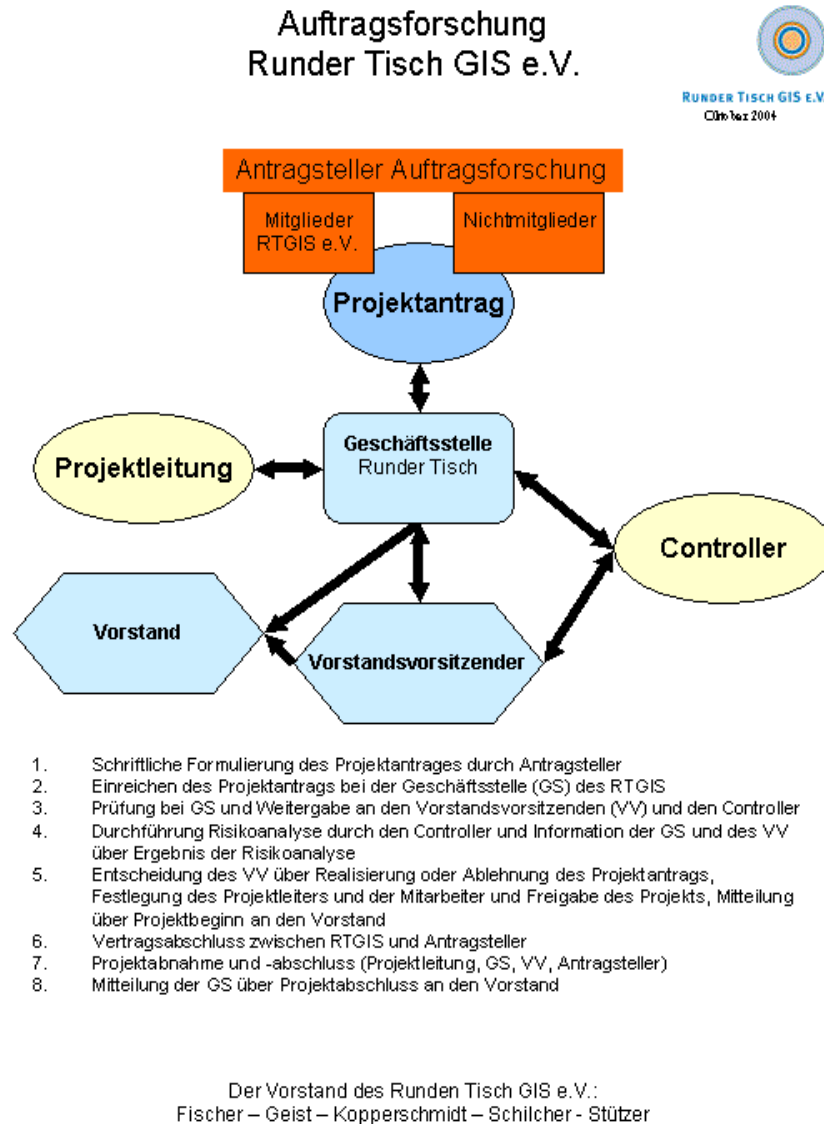 Auftragsforschung
Runder Tisch GIS e.V.
RUNDER TISCH GIS E.V.
Oktober 2004
Antragsteller Auftragsforschung
Mitglieder
RTGIS e.V.
Nichtmitglieder
Projektantrag
Geschäftsstelle
Runder Tisch
Projektleitung
Controller
Vorstand
Vorstandsvorsitzender
1. Schriftliche Formulierung des Projektantrages durch Antragsteller
2. Einreichen des Projektantrags bei der Geschäftsstelle (GS) des RTGIS
3. Prüfung bei GS und Weitergabe an den Vorstandsvorsitzenden (VV) und den Controller
4. Durchführung Risikoanalyse durch den Controller und Information der GS und des VV
über Ergebnis der Risikoanalyse
5. Entscheidung des VV über Realisierung oder Ablehnung des Projektantrags,
Festlegung des Projektleiters und der Mitarbeiter und Freigabe des Projekts, Mitteilung
über Projektbeginn an den Vorstand
6. Vertragsabschluss zwischen RTGIS und Antragsteller
7. Projektabnahme und -abschluss (Projektleitung, GS, VV, Antragsteller)
8. Mitteilung der GS über Projektabschluss an den Vorstand
Der Vorstand des Runden Tisch GIS e.V.:
Fischer – Geist – Kopperschmidt – Schilcher - Stützer